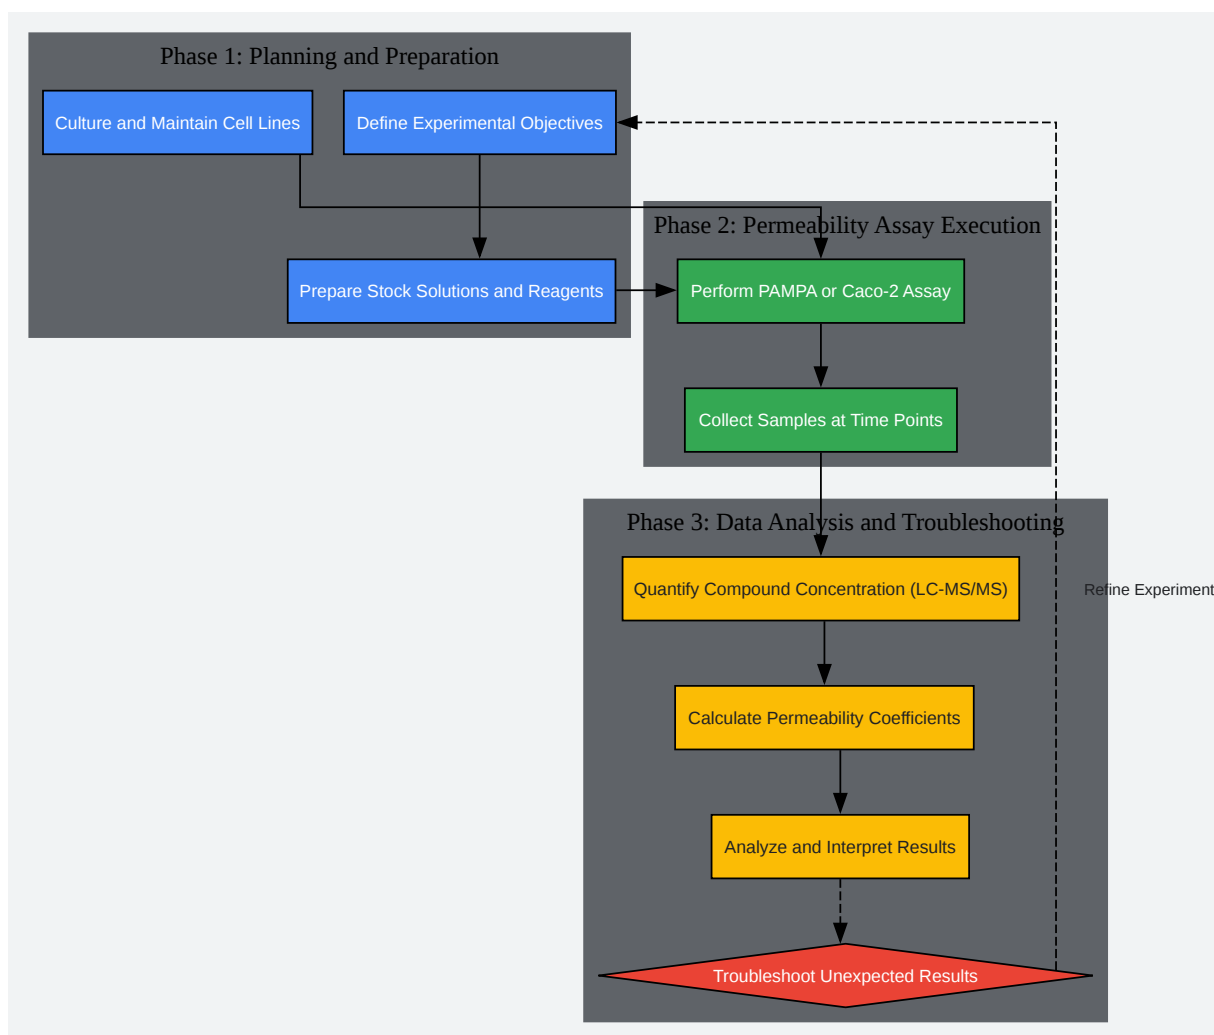 Phase 1: Planning and Preparation
Culture and Maintain Cell Lines
Define Experimental Objectives
Prepare Stock Solutions and Reagents
Phase 2: Permeability Assay Execution
Perform PAMPA or Caco-2 Assay
Collect Samples at Time Points
Phase 3: Data Analysis and Troubleshooting
Quantify Compound Concentration (LC-MS/MS)
Refine Experiment
Calculate Permeability Coefficients
Analyze and Interpret Results
Troubleshoot Unexpected Results